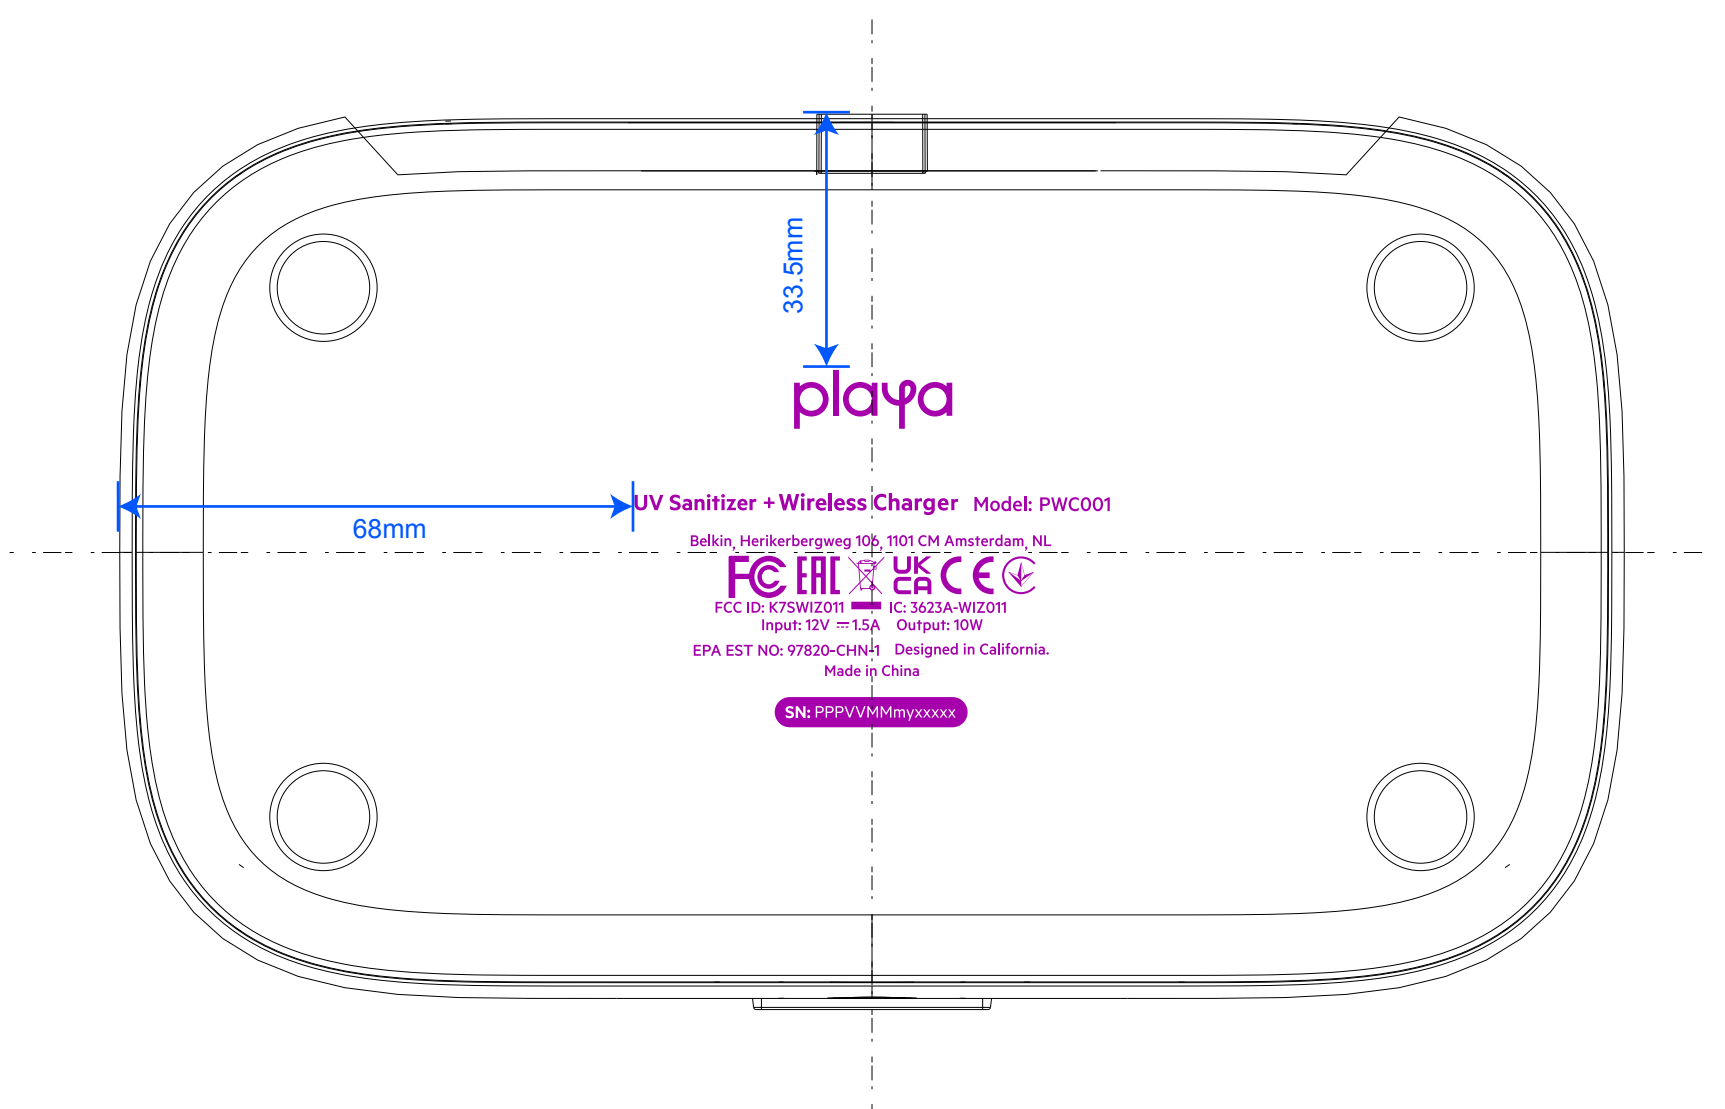 33.5mm
playa
UV Sanitizer + Wireless Charger Model: PWC001
68mm
Belkin, Herikerbergweg 106, 1101 CM Amsterdam, NL
FC EAC UK CA CE
FCC ID: K7SWIZ011 IC: 3623A-WIZ011
Input: 12V ⎓ 1.5A Output: 10W
EPA EST NO: 97820-CHN-1 Designed in California.
Made in China
SN: PPPVVMMmyxxxxx